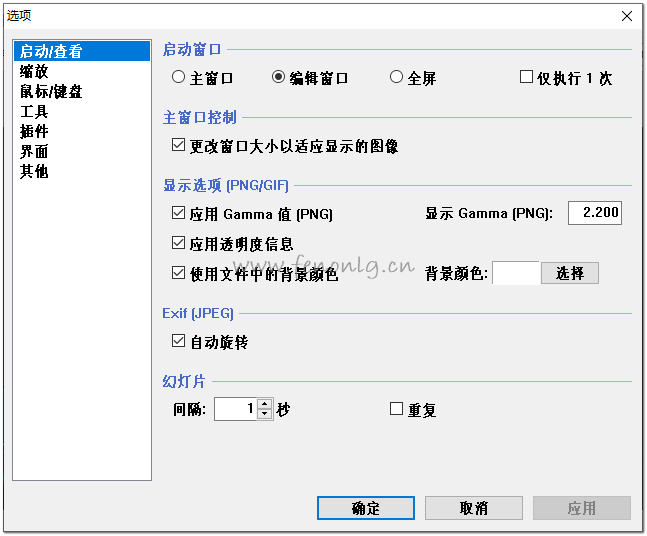 选项
启动/查看
缩放
鼠标/键盘
工具
插件
界面
其他
启动窗口
主窗口 编辑窗口 全屏 仅执行 1 次
主窗口控制
更改窗口大小以适应显示的图像
显示选项 (PNG/GIF)
应用 Gamma 值 (PNG) 显示 Gamma (PNG): 2.200
应用透明度信息
www.fenonlg.cn
使用文件中的背景颜色 背景颜色: 选择
Exif (JPEG)
自动旋转
幻灯片
间隔: 1 秒 重复
确定 取消 应用